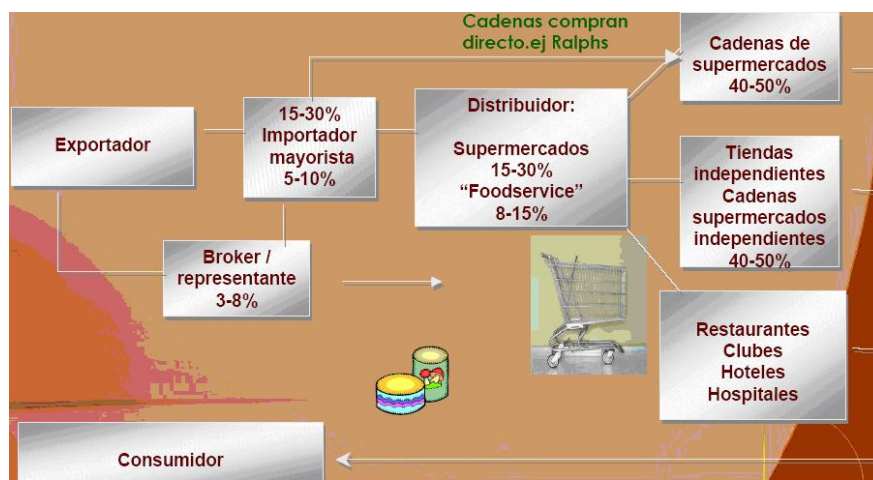 Cadenas compran
directo.ej Ralphs
Exportador
15-30%
Importador
mayorista
5-10%
Broker /
representante
3-8%
Distribuidor:
Supermercados
15-30%
“Foodservice”
8-15%
Cadenas de
supermercados
40-50%
Tiendas
independientes
Cadenas
supermercados
independientes
40-50%
Restaurantes
Clubes
Hoteles
Hospitales
Consumidor